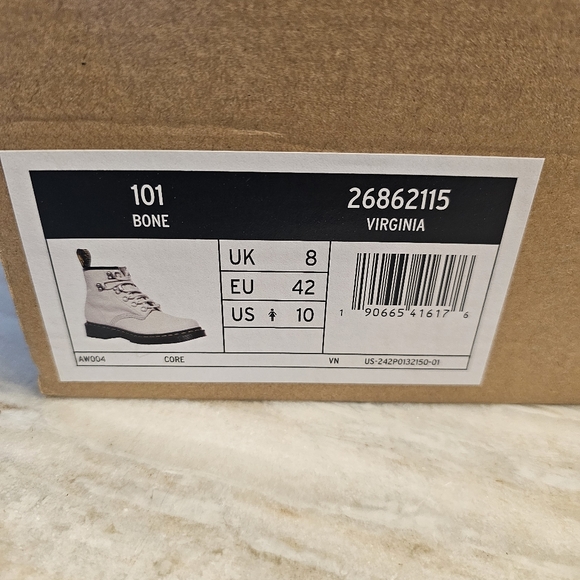 101
BONE
26862115
VIRGINIA
UK 8
EU 42
US 10
1 90665 41617 6
AW004 CORE VN US-242P0132150-01